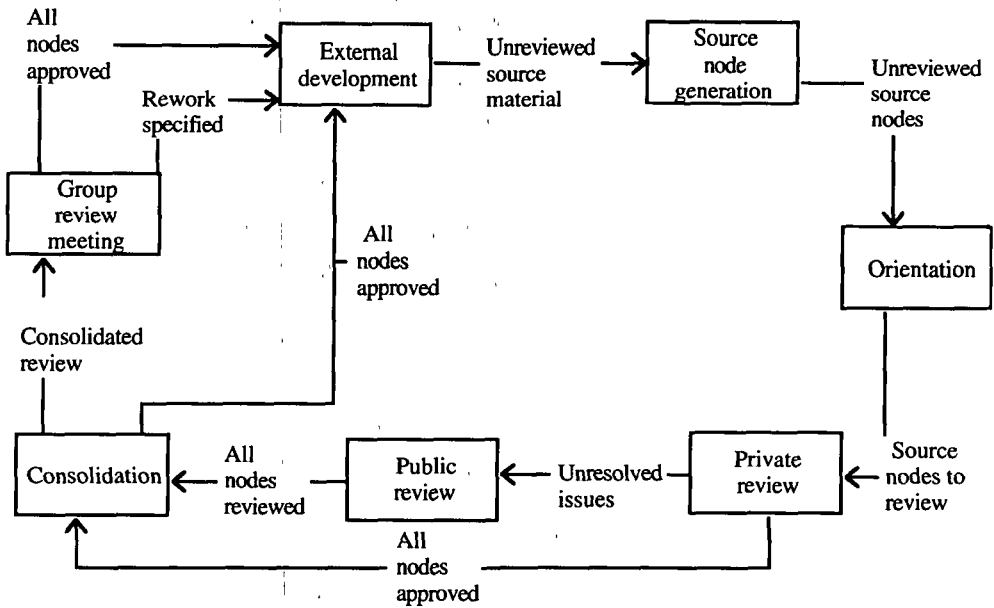 All
nodes
approved
External
development
Unreviewed
source
material
Source
node
generation
Unreviewed
source
nodes
Rework
specified
Group
review
meeting
All
nodes
approved
Orientation
Consolidated
review
Consolidation
All
nodes
reviewed
Public
review
Unresolved
issues
Private
review
Source
nodes to
review
All
nodes
approved